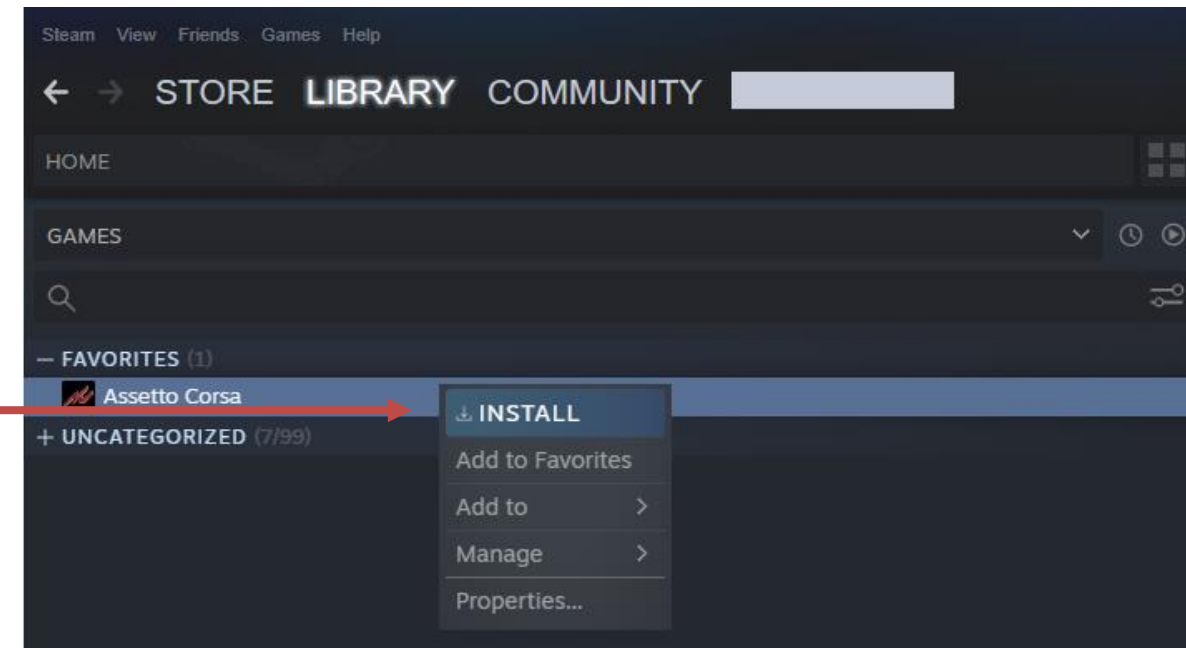 Steam View Friends Games Help
STORE LIBRARY COMMUNITY
HOME
GAMES
– FAVORITES (1)
Assetto Corsa
+ UNCATEGORIZED (7/99)
INSTALL
Add to Favorites
Add to
Manage
Properties...